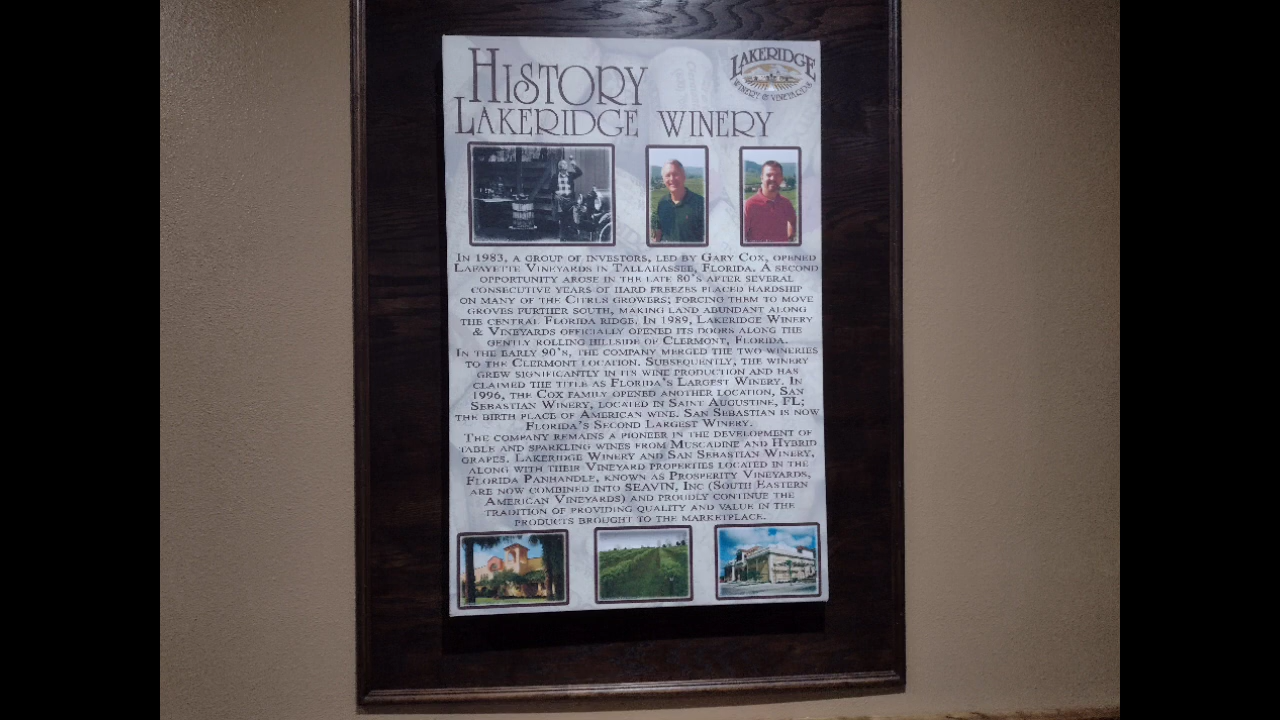 HISTORY
LAKERIDGE WINERY
LAKERIDGE
WINERY & VINEYARDS
IN 1983, A GROUP OF INVESTORS, LED BY GARY COX, OPENED
LAFAYETTE VINEYARDS IN TALLAHASSEE, FLORIDA. A SECOND
OPPORTUNITY AROSE IN THE LATE 80'S AFTER SEVERAL
CONSECUTIVE YEARS OF HARD FREEZES PLACED HARDSHIP
ON MANY OF THE CITRUS GROWERS; FORCING THEM TO MOVE
GROVES FURTHER SOUTH, MAKING LAND ABUNDANT ALONG
THE CENTRAL FLORIDA RIDGE. IN 1989, LAKERIDGE WINERY
& VINEYARDS OFFICIALLY OPENED ITS DOORS ALONG THE
GENTLY ROLLING HILLSIDE OF CLERMONT, FLORIDA.
IN THE EARLY 90'S, THE COMPANY MERGED THE TWO WINERIES
TO THE CLERMONT LOCATION. SUBSEQUENTLY, THE WINERY
GREW SIGNIFICANTLY IN ITS WINE PRODUCTION AND HAS
CLAIMED THE TITLE AS FLORIDA'S LARGEST WINERY. IN
1996, THE COX FAMILY OPENED ANOTHER LOCATION, SAN
SEBASTIAN WINERY, LOCATED IN SAINT AUGUSTINE, FL;
THE BIRTH PLACE OF AMERICAN WINE. SAN SEBASTIAN IS NOW
FLORIDA'S SECOND LARGEST WINERY.
THE COMPANY REMAINS A PIONEER IN THE DEVELOPMENT OF
TABLE AND SPARKLING WINES FROM MUSCADINE AND HYBRID
GRAPES. LAKERIDGE WINERY AND SAN SEBASTIAN WINERY,
ALONG WITH THEIR VINEYARD PROPERTIES LOCATED IN THE
FLORIDA PANHANDLE, KNOWN AS PROSPERITY VINEYARDS,
ARE NOW COMBINED INTO SEAVIN, INC (SOUTH EASTERN
AMERICAN VINEYARDS) AND PROUDLY CONTINUE THE
TRADITION OF PROVIDING QUALITY AND VALUE IN THE
PRODUCTS BROUGHT TO THE MARKETPLACE.